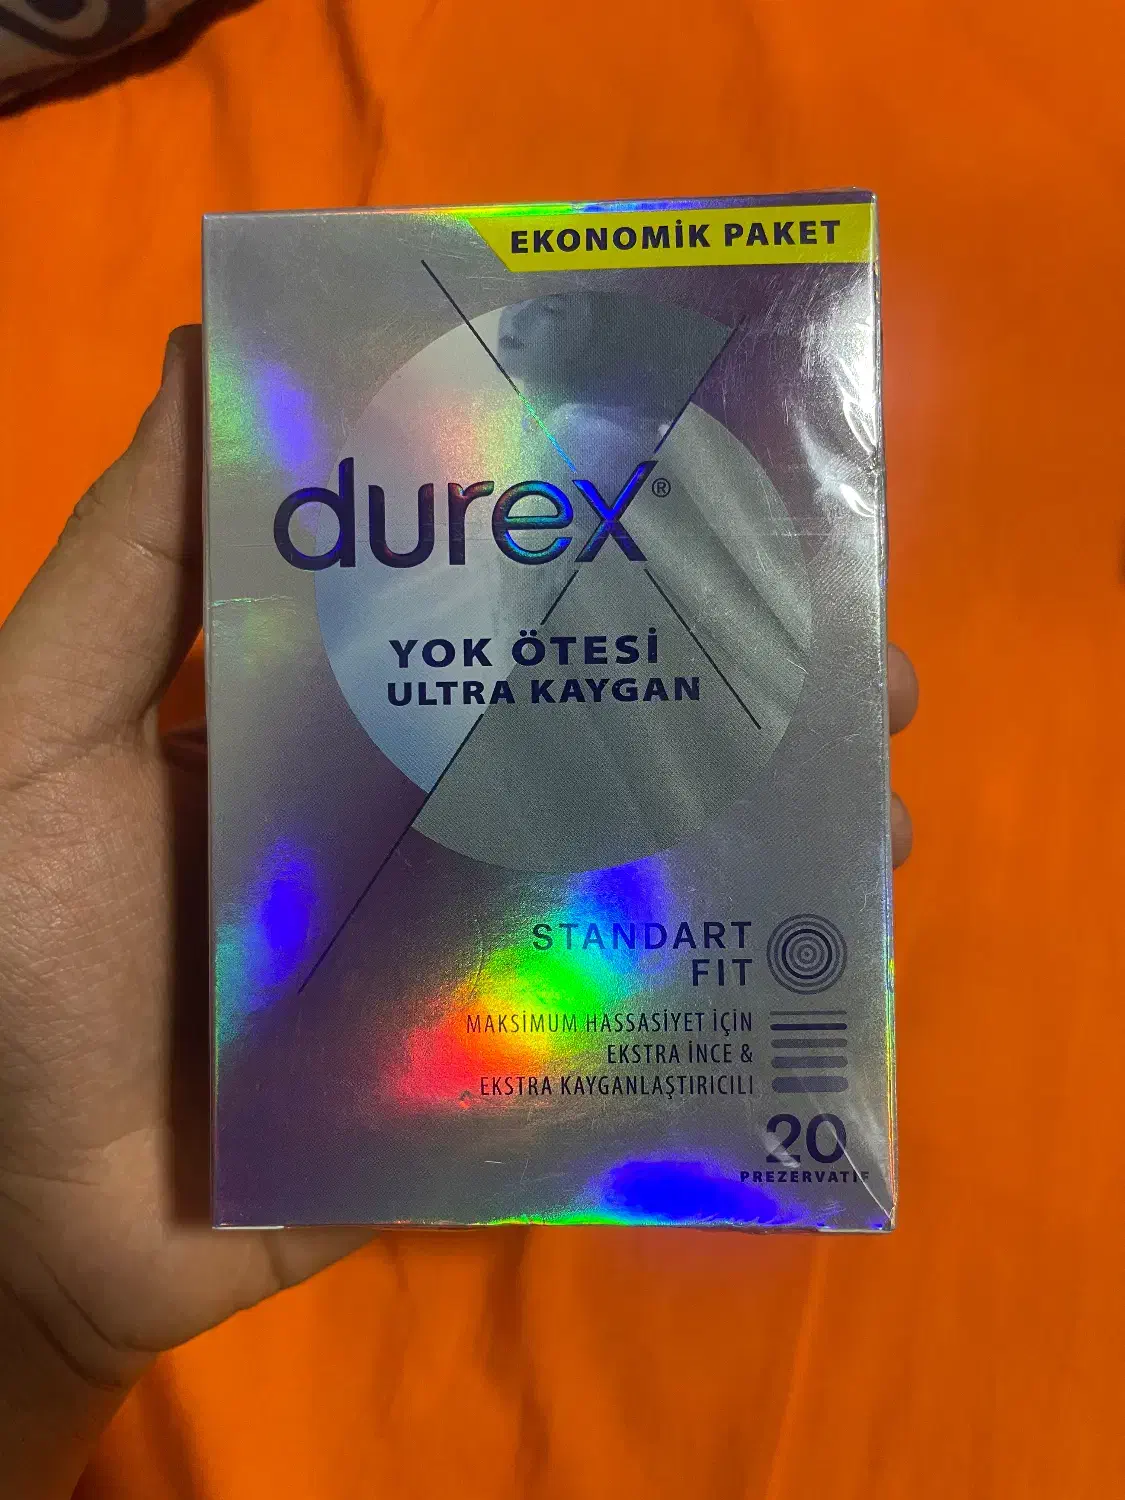 EKONOMİK PAKET
durex®
YOK ÖTESİ
ULTRA KAYGAN
STANDART
FIT
MAKSİMUM HASSASİYET İÇİN
EKSTRA İNCE &
EKSTRA KAYGANLAŞTIRICILI
20
PREZERVATİF